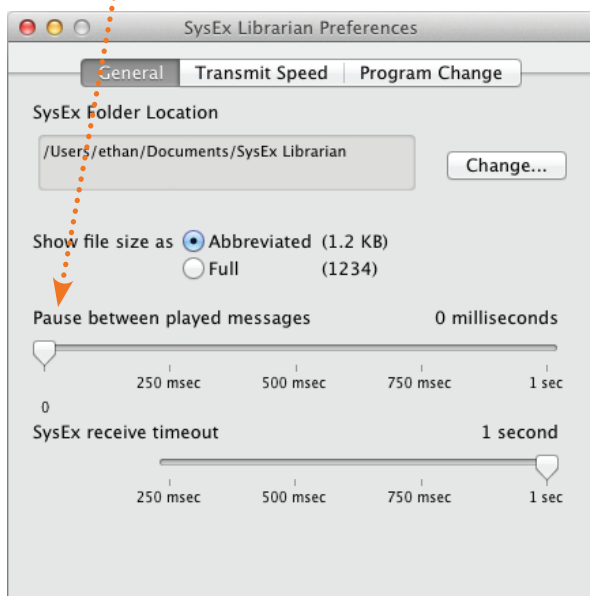 SysEx Librarian Preferences
General Transmit Speed Program Change
SysEx Folder Location
/Users/ethan/Documents/SysEx Librarian
Change...
Show file size as Abbreviated (1.2 KB)
Full (1234)
Pause between played messages 0 milliseconds
250 msec 500 msec 750 msec 1 sec
0
SysEx receive timeout 1 second
250 msec 500 msec 750 msec 1 sec